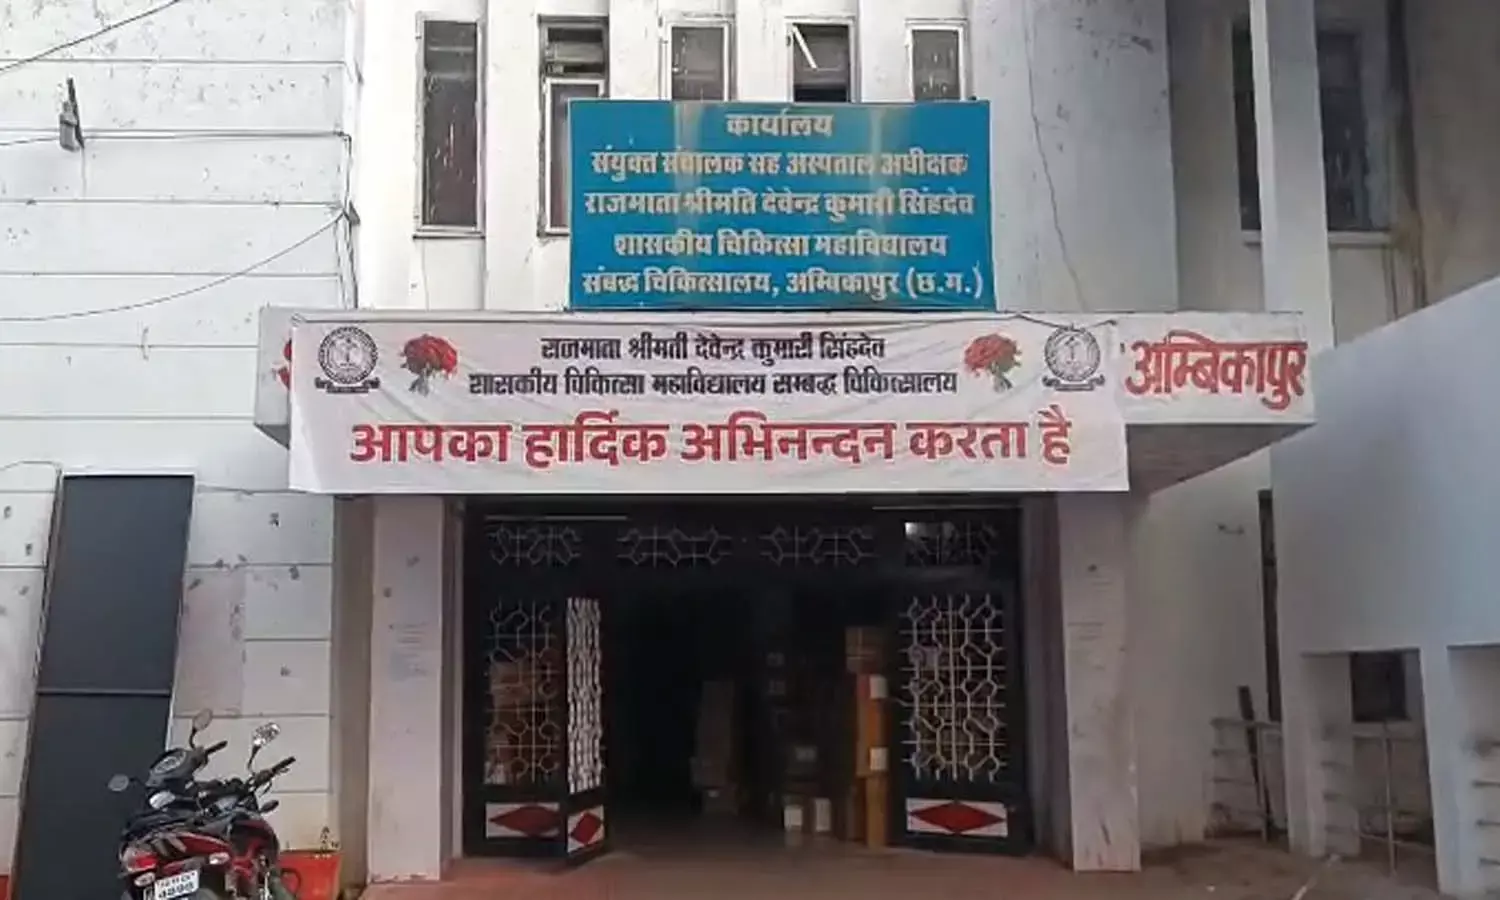 कार्यालय
संयुक्त संचालक सह अस्पताल अधीक्षक
राजमाता श्रीमति देवेन्द्र कुमारी सिंहदेव
शासकीय चिकित्सा महाविद्यालय
संबद्ध चिकित्सालय, अम्बिकापुर (छ.ग.)
राजमाता श्रीमती देवेन्द्र कुमारी सिंहदेव
शासकीय चिकित्सा महाविद्यालय सम्बद्ध चिकित्सालय
आपका हार्दिक अभिनन्दन करता है
अम्बिकापुर